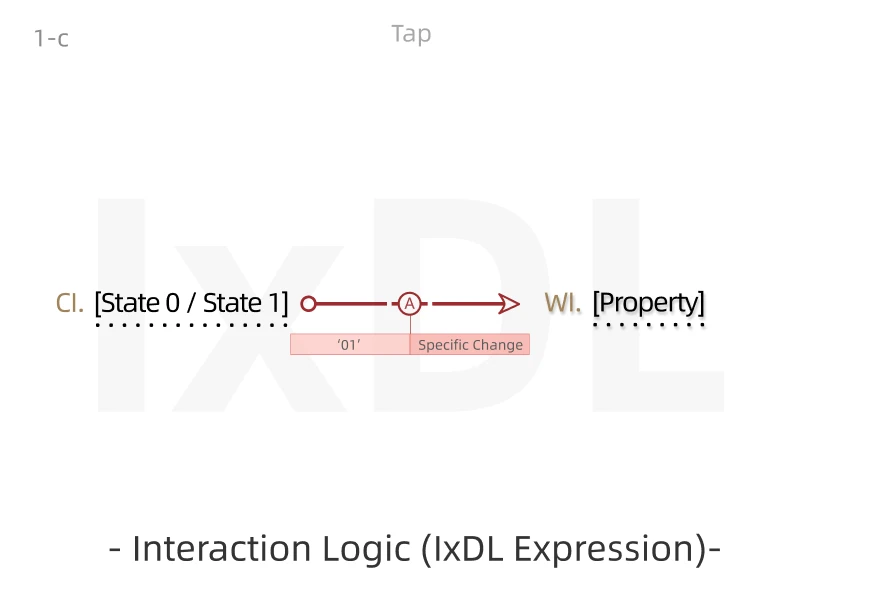 1-c
Tap
IxDL
CI. [State 0 / State 1] A WI. [Property]
‘01’ Specific Change
- Interaction Logic (IxDL Expression)-